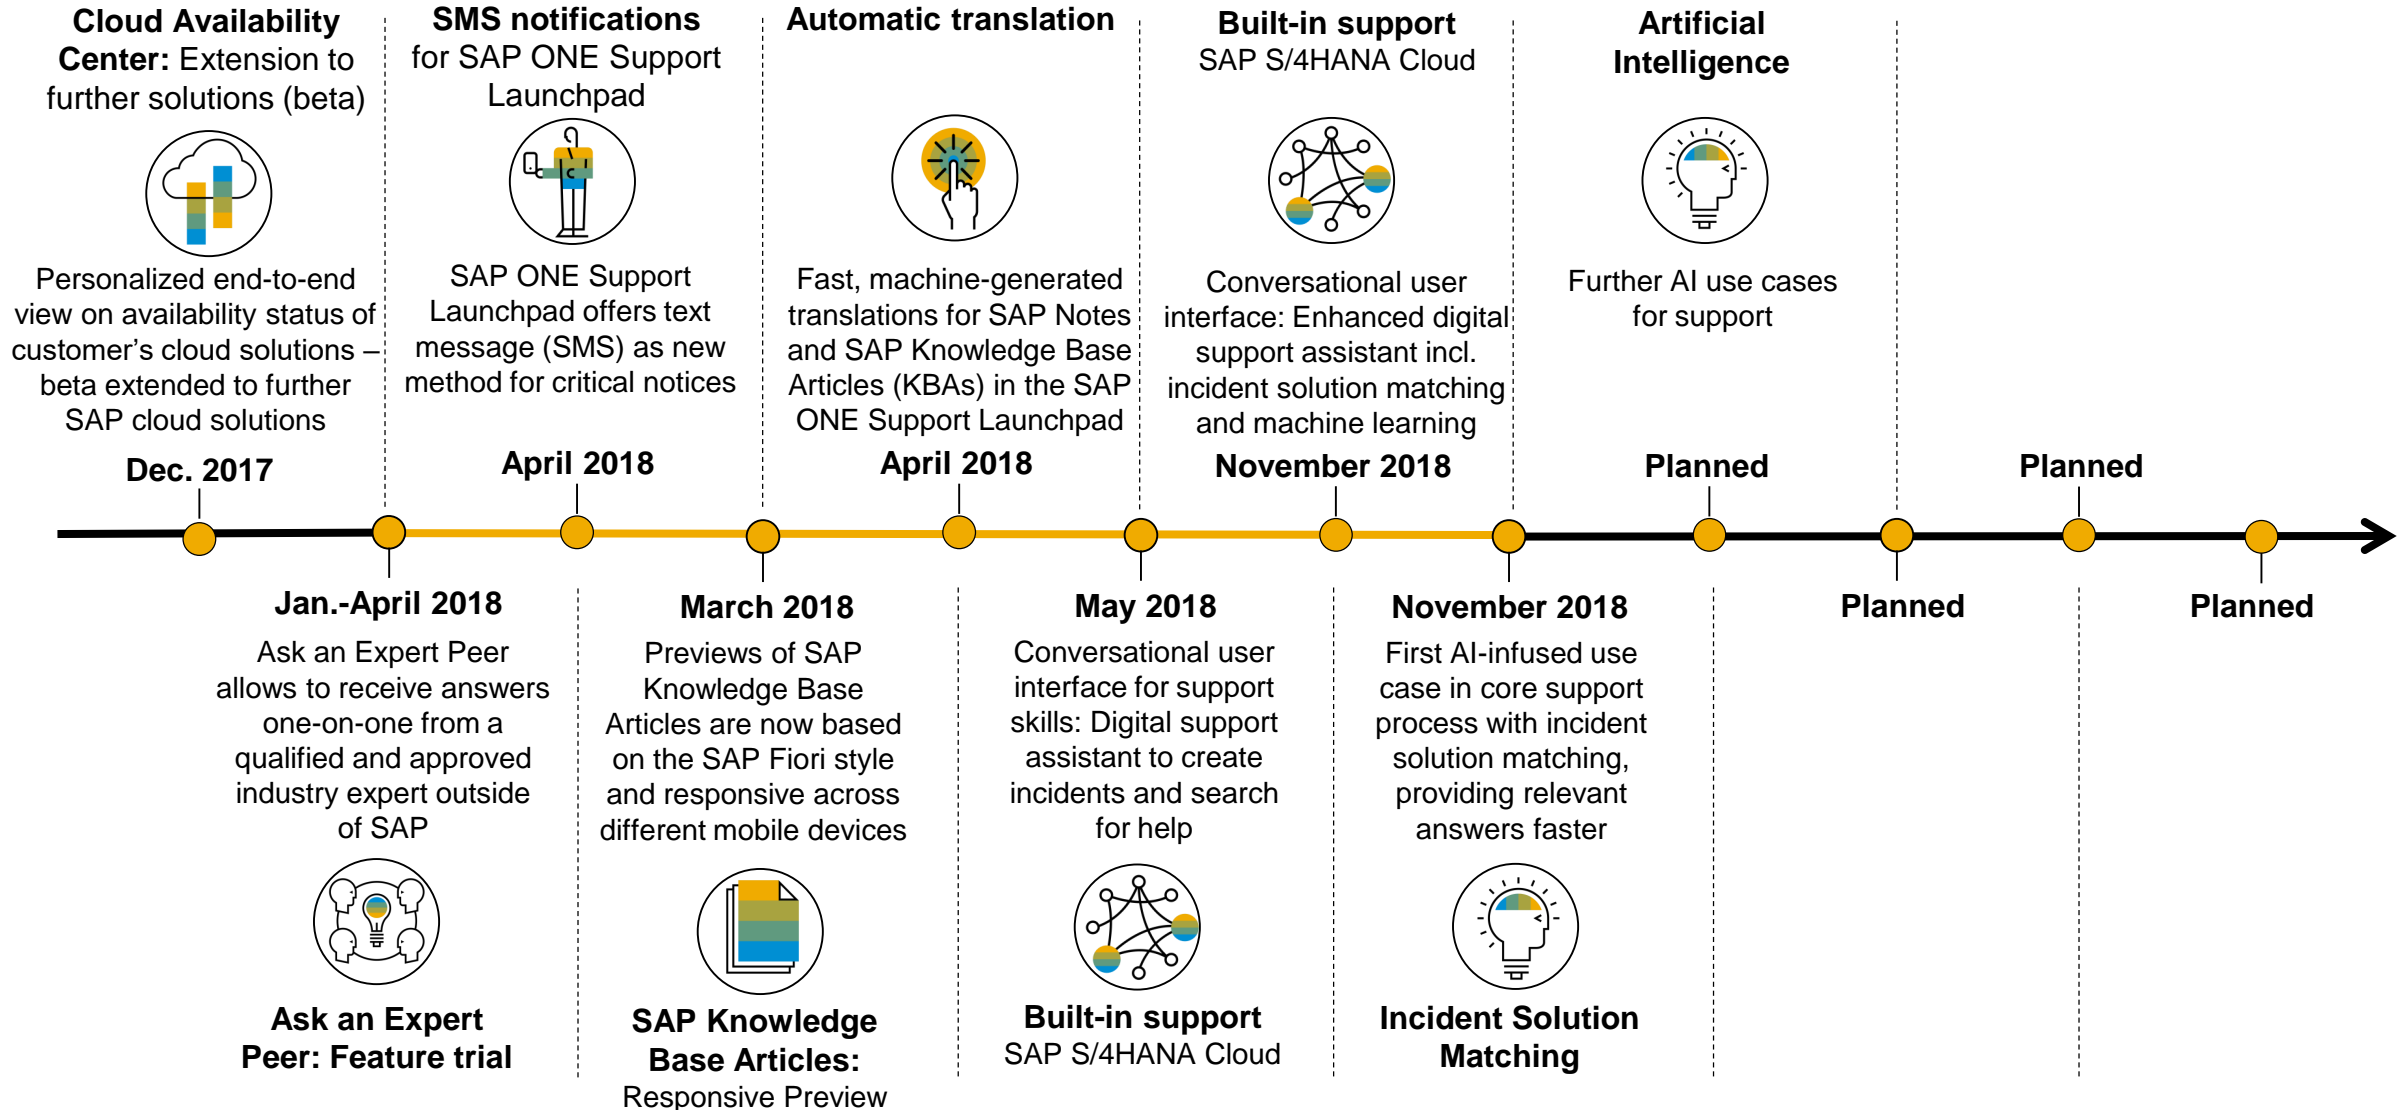 Cloud Availability
Center: Extension to
further solutions (beta)
Personalized end-to-end
view on availability status of
customer’s cloud solutions –
beta extended to further
SAP cloud solutions
Dec. 2017
SMS notifications
for SAP ONE Support
Launchpad
SAP ONE Support
Launchpad offers text
message (SMS) as new
method for critical notices
April 2018
Automatic translation
Fast, machine-generated
translations for SAP Notes
and SAP Knowledge Base
Articles (KBAs) in the SAP
ONE Support Launchpad
April 2018
Built-in support
SAP S/4HANA Cloud
Conversational user
interface: Enhanced digital
support assistant incl.
incident solution matching
and machine learning
November 2018
Artificial
Intelligence
Further AI use cases
for support
Planned
Planned
Jan.-April 2018
Ask an Expert Peer
allows to receive answers
one-on-one from a
qualified and approved
industry expert outside
of SAP
Ask an Expert
Peer: Feature trial
March 2018
Previews of SAP
Knowledge Base
Articles are now based
on the SAP Fiori style
and responsive across
different mobile devices
SAP Knowledge
Base Articles:
Responsive Preview
May 2018
Conversational user
interface for support
skills: Digital support
assistant to create
incidents and search
for help
Built-in support
SAP S/4HANA Cloud
November 2018
First AI-infused use
case in core support
process with incident
solution matching,
providing relevant
answers faster
Incident Solution
Matching
Planned
Planned